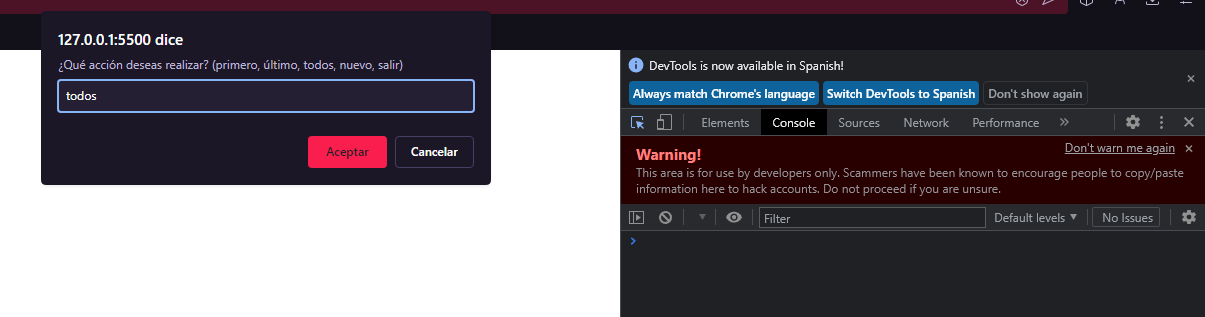 127.0.0.1:5500 dice
¿Qué acción deseas realizar? (primero, último, todos, nuevo, salir)
todos
Aceptar
Cancelar
DevTools is now available in Spanish!
Always match Chrome's language
Switch DevTools to Spanish
Don't show again
Elements
Console
Sources
Network
Performance
Warning!
Don't warn me again
This area is for use by developers only. Scammers have been known to encourage people to copy/paste
information here to hack accounts. Do not proceed if you are unsure.
Filter
Default levels
No Issues